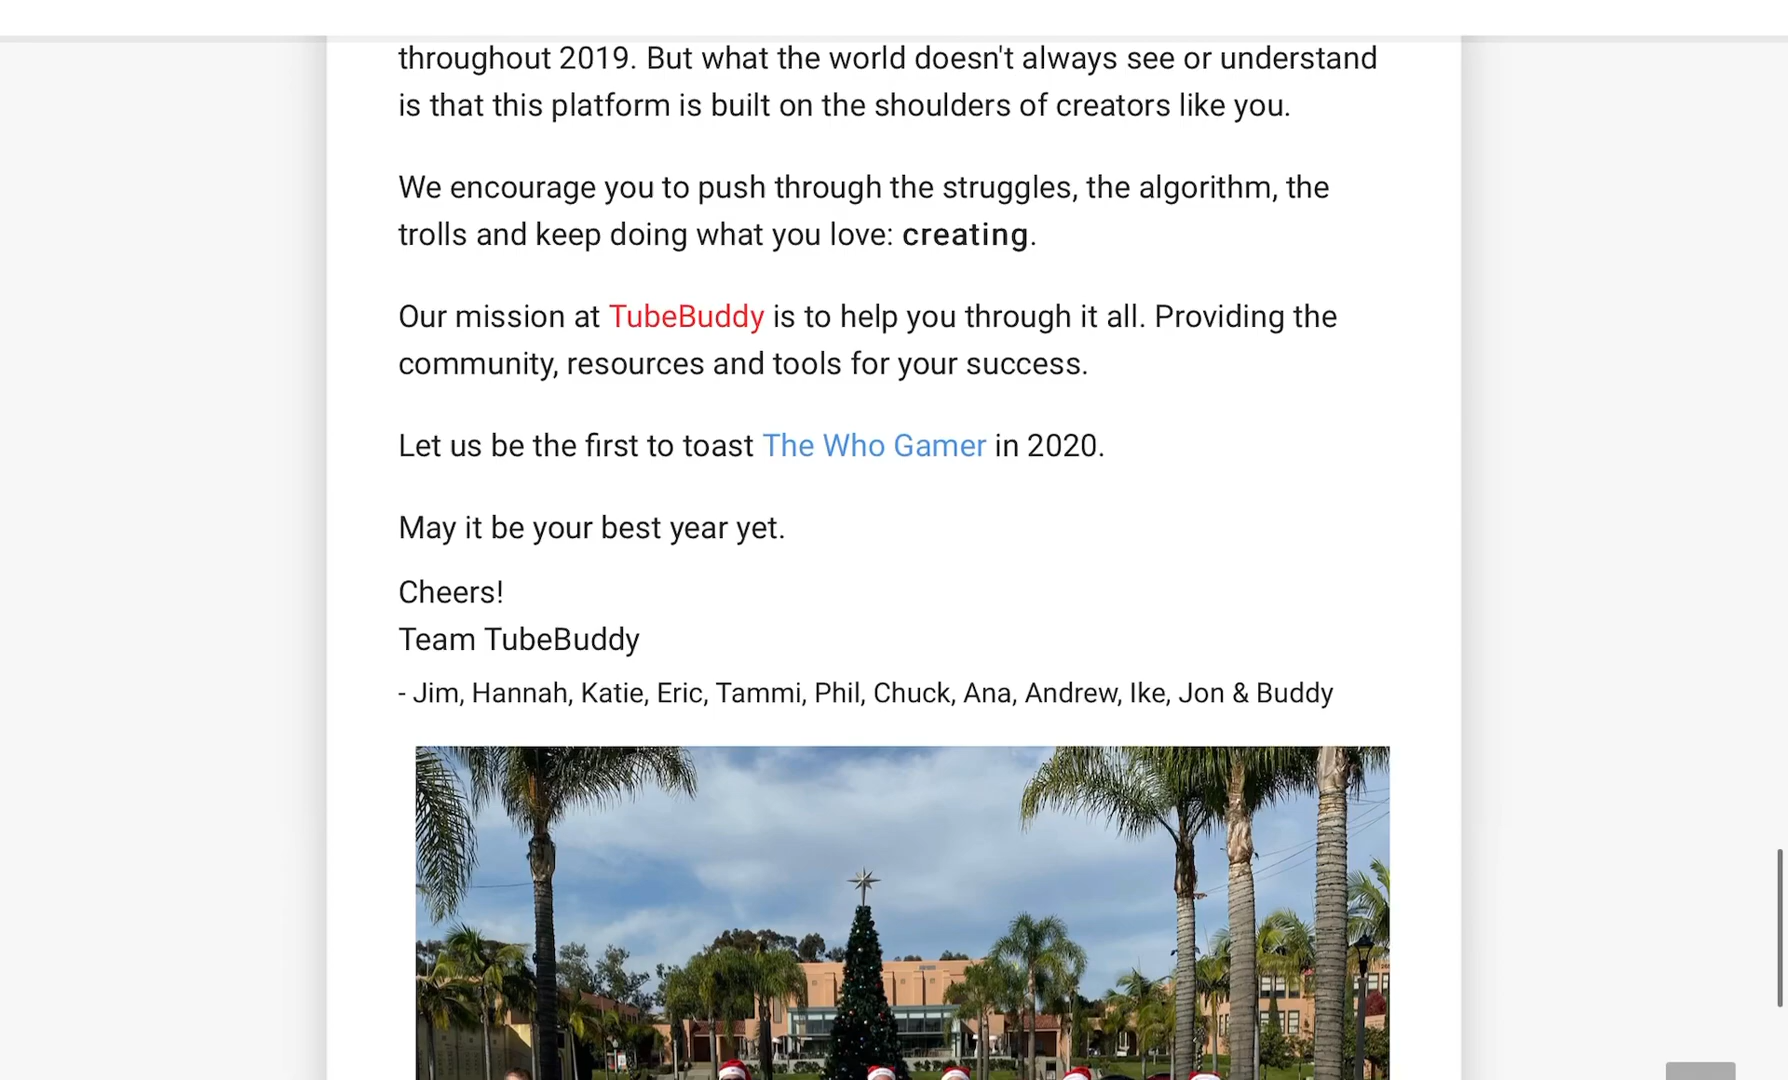 throughout 2019. But what the world doesn't always see or understand
is that this platform is built on the shoulders of creators like you.
We encourage you to push through the struggles, the algorithm, the
trolls and keep doing what you love: creating.
Our mission at TubeBuddy is to help you through it all. Providing the
community, resources and tools for your success.
Let us be the first to toast The Who Gamer in 2020.
May it be your best year yet.
Cheers!
Team TubeBuddy
- Jim, Hannah, Katie, Eric, Tammi, Phil, Chuck, Ana, Andrew, Ike, Jon & Buddy